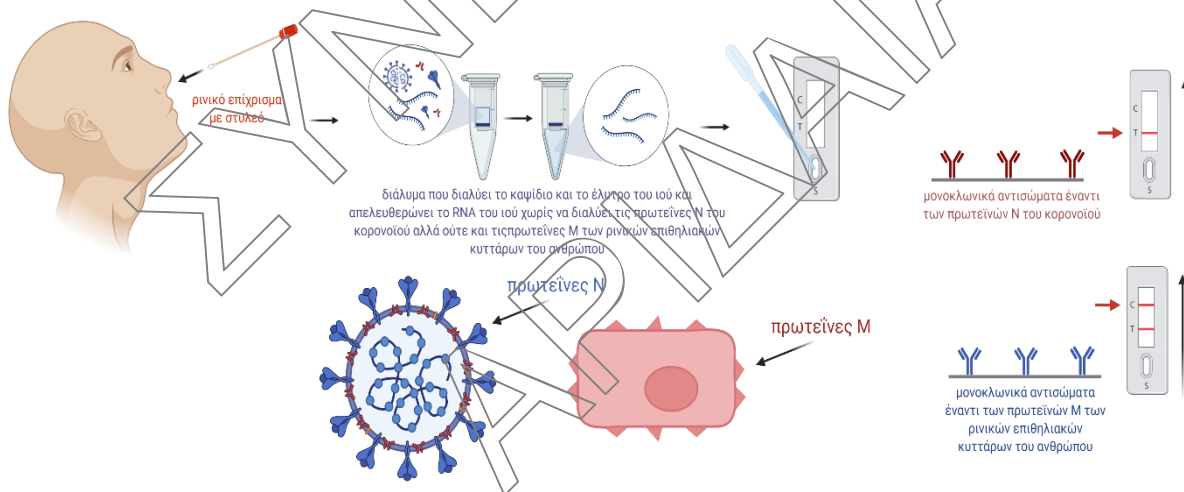 ρινικό επίχρισμα
με στυλεό
διάλυμα που διαλύει το καψίδιο και το έλυτρο του ιού και
απελευθερώνει το RNA του ιού χωρίς να διαλύει τις πρωτεΐνες Ν του
κορονοϊού αλλά ούτε και τιςπρωτεΐνες Μ των ρινικών επιθηλιακών
κυττάρων του ανθρώπου
C
T
S
μονοκλωνικά αντισώματα έναντι
των πρωτεϊνών Ν του κορονοϊού
C
T
S
πρωτεΐνες Ν
πρωτεΐνες Μ
μονοκλωνικά αντισώματα
έναντι των πρωτεϊνών Μ των
ρινικών επιθηλιακών
κυττάρων του ανθρώπου
C
T
S